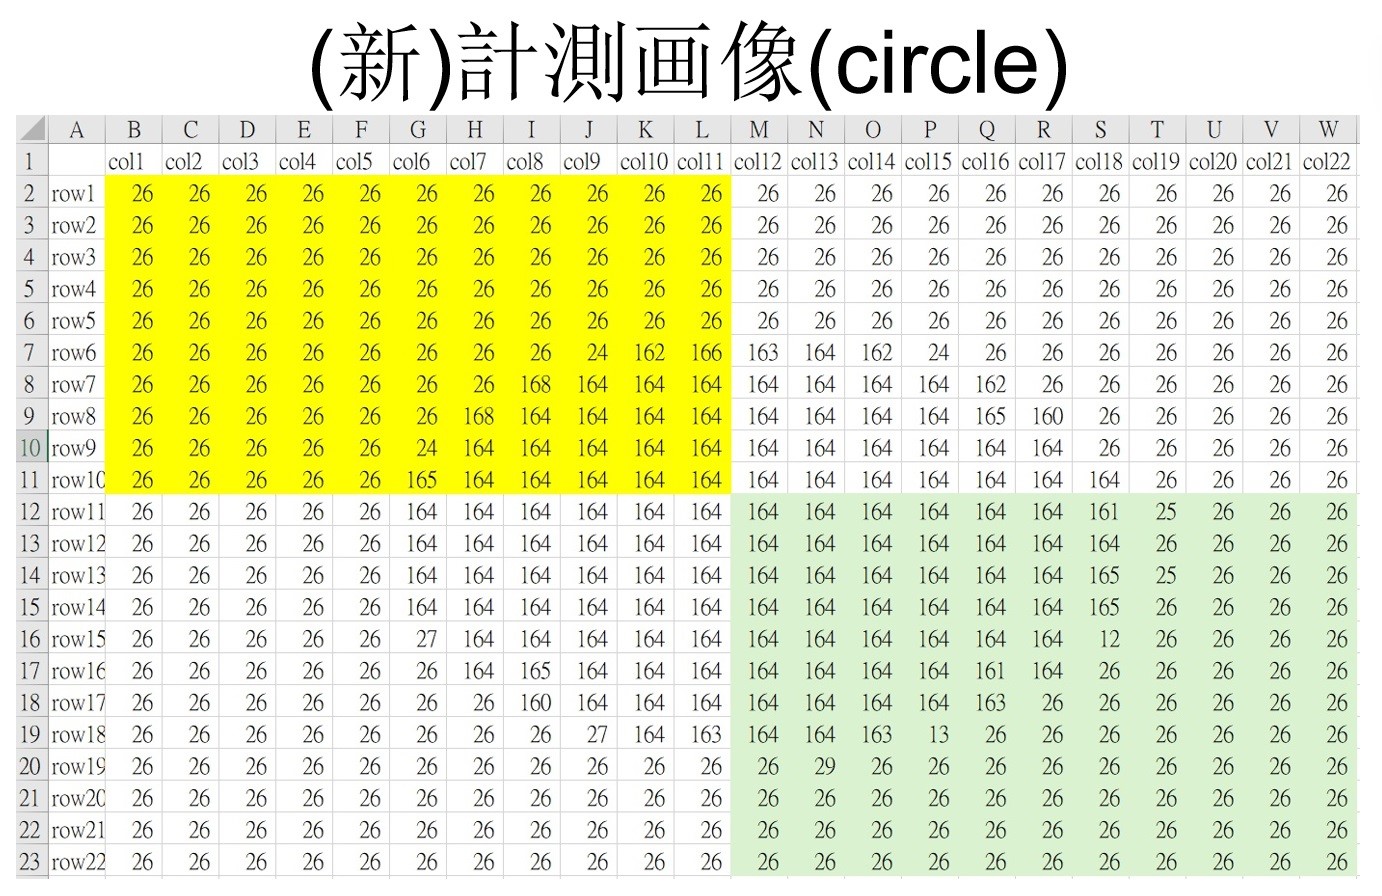 (新)計測画像(circle)
A B C D E F G H I J K L M N O P Q R S T U V W
1 col1 col2 col3 col4 col5 col6 col7 col8 col9 col10 col11 col12 col13 col14 col15 col16 col17 col18 col19 col20 col21 col22
2 row1 26 26 26 26 26 26 26 26 26 26 26 26 26 26 26 26 26 26 26 26 26 26
3 row2 26 26 26 26 26 26 26 26 26 26 26 26 26 26 26 26 26 26 26 26 26 26
4 row3 26 26 26 26 26 26 26 26 26 26 26 26 26 26 26 26 26 26 26 26 26 26
5 row4 26 26 26 26 26 26 26 26 26 26 26 26 26 26 26 26 26 26 26 26 26 26
6 row5 26 26 26 26 26 26 26 26 26 26 26 26 26 26 26 26 26 26 26 26 26 26
7 row6 26 26 26 26 26 26 26 26 24 162 166 163 164 162 24 26 26 26 26 26 26 26
8 row7 26 26 26 26 26 26 26 168 164 164 164 164 164 164 164 162 26 26 26 26 26 26
9 row8 26 26 26 26 26 26 168 164 164 164 164 164 164 164 164 165 160 26 26 26 26 26
10 row9 26 26 26 26 26 24 164 164 164 164 164 164 164 164 164 164 164 26 26 26 26 26
11 row10 26 26 26 26 26 165 164 164 164 164 164 164 164 164 164 164 164 164 26 26 26 26
12 row11 26 26 26 26 26 164 164 164 164 164 164 164 164 164 164 164 164 161 25 26 26 26
13 row12 26 26 26 26 26 164 164 164 164 164 164 164 164 164 164 164 164 164 26 26 26 26
14 row13 26 26 26 26 26 164 164 164 164 164 164 164 164 164 164 164 164 165 25 26 26 26
15 row14 26 26 26 26 26 164 164 164 164 164 164 164 164 164 164 164 164 165 26 26 26 26
16 row15 26 26 26 26 26 27 164 164 164 164 164 164 164 164 164 164 164 12 26 26 26 26
17 row16 26 26 26 26 26 26 164 165 164 164 164 164 164 164 164 161 164 26 26 26 26 26
18 row17 26 26 26 26 26 26 26 160 164 164 164 164 164 164 164 163 26 26 26 26 26 26
19 row18 26 26 26 26 26 26 26 26 27 164 163 164 164 163 13 26 26 26 26 26 26 26
20 row19 26 26 26 26 26 26 26 26 26 26 26 26 29 26 26 26 26 26 26 26 26 26
21 row20 26 26 26 26 26 26 26 26 26 26 26 26 26 26 26 26 26 26 26 26 26 26
22 row21 26 26 26 26 26 26 26 26 26 26 26 26 26 26 26 26 26 26 26 26 26 26
23 row22 26 26 26 26 26 26 26 26 26 26 26 26 26 26 26 26 26 26 26 26 26 26